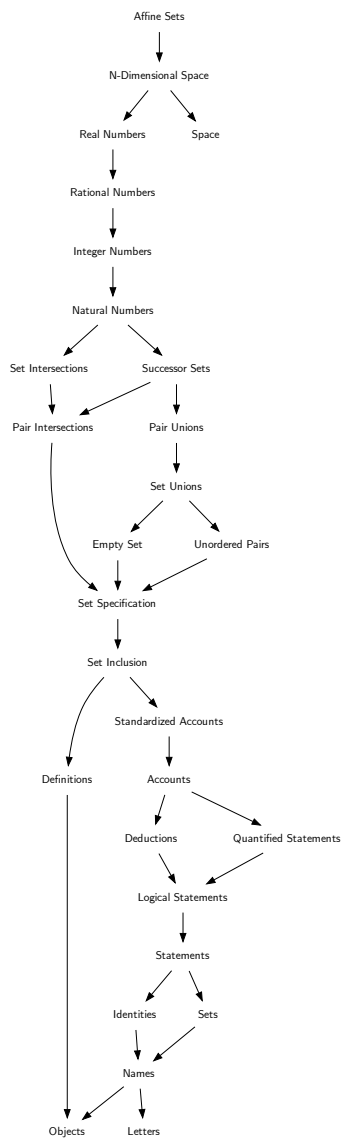 Affine Sets
N-Dimensional Space
Real Numbers
Space
Rational Numbers
Integer Numbers
Natural Numbers
Set Intersections
Successor Sets
Pair Intersections
Pair Unions
Set Unions
Empty Set
Unordered Pairs
Set Specification
Set Inclusion
Standardized Accounts
Definitions
Accounts
Deductions
Quantified Statements
Logical Statements
Statements
Identities
Sets
Names
Objects
Letters